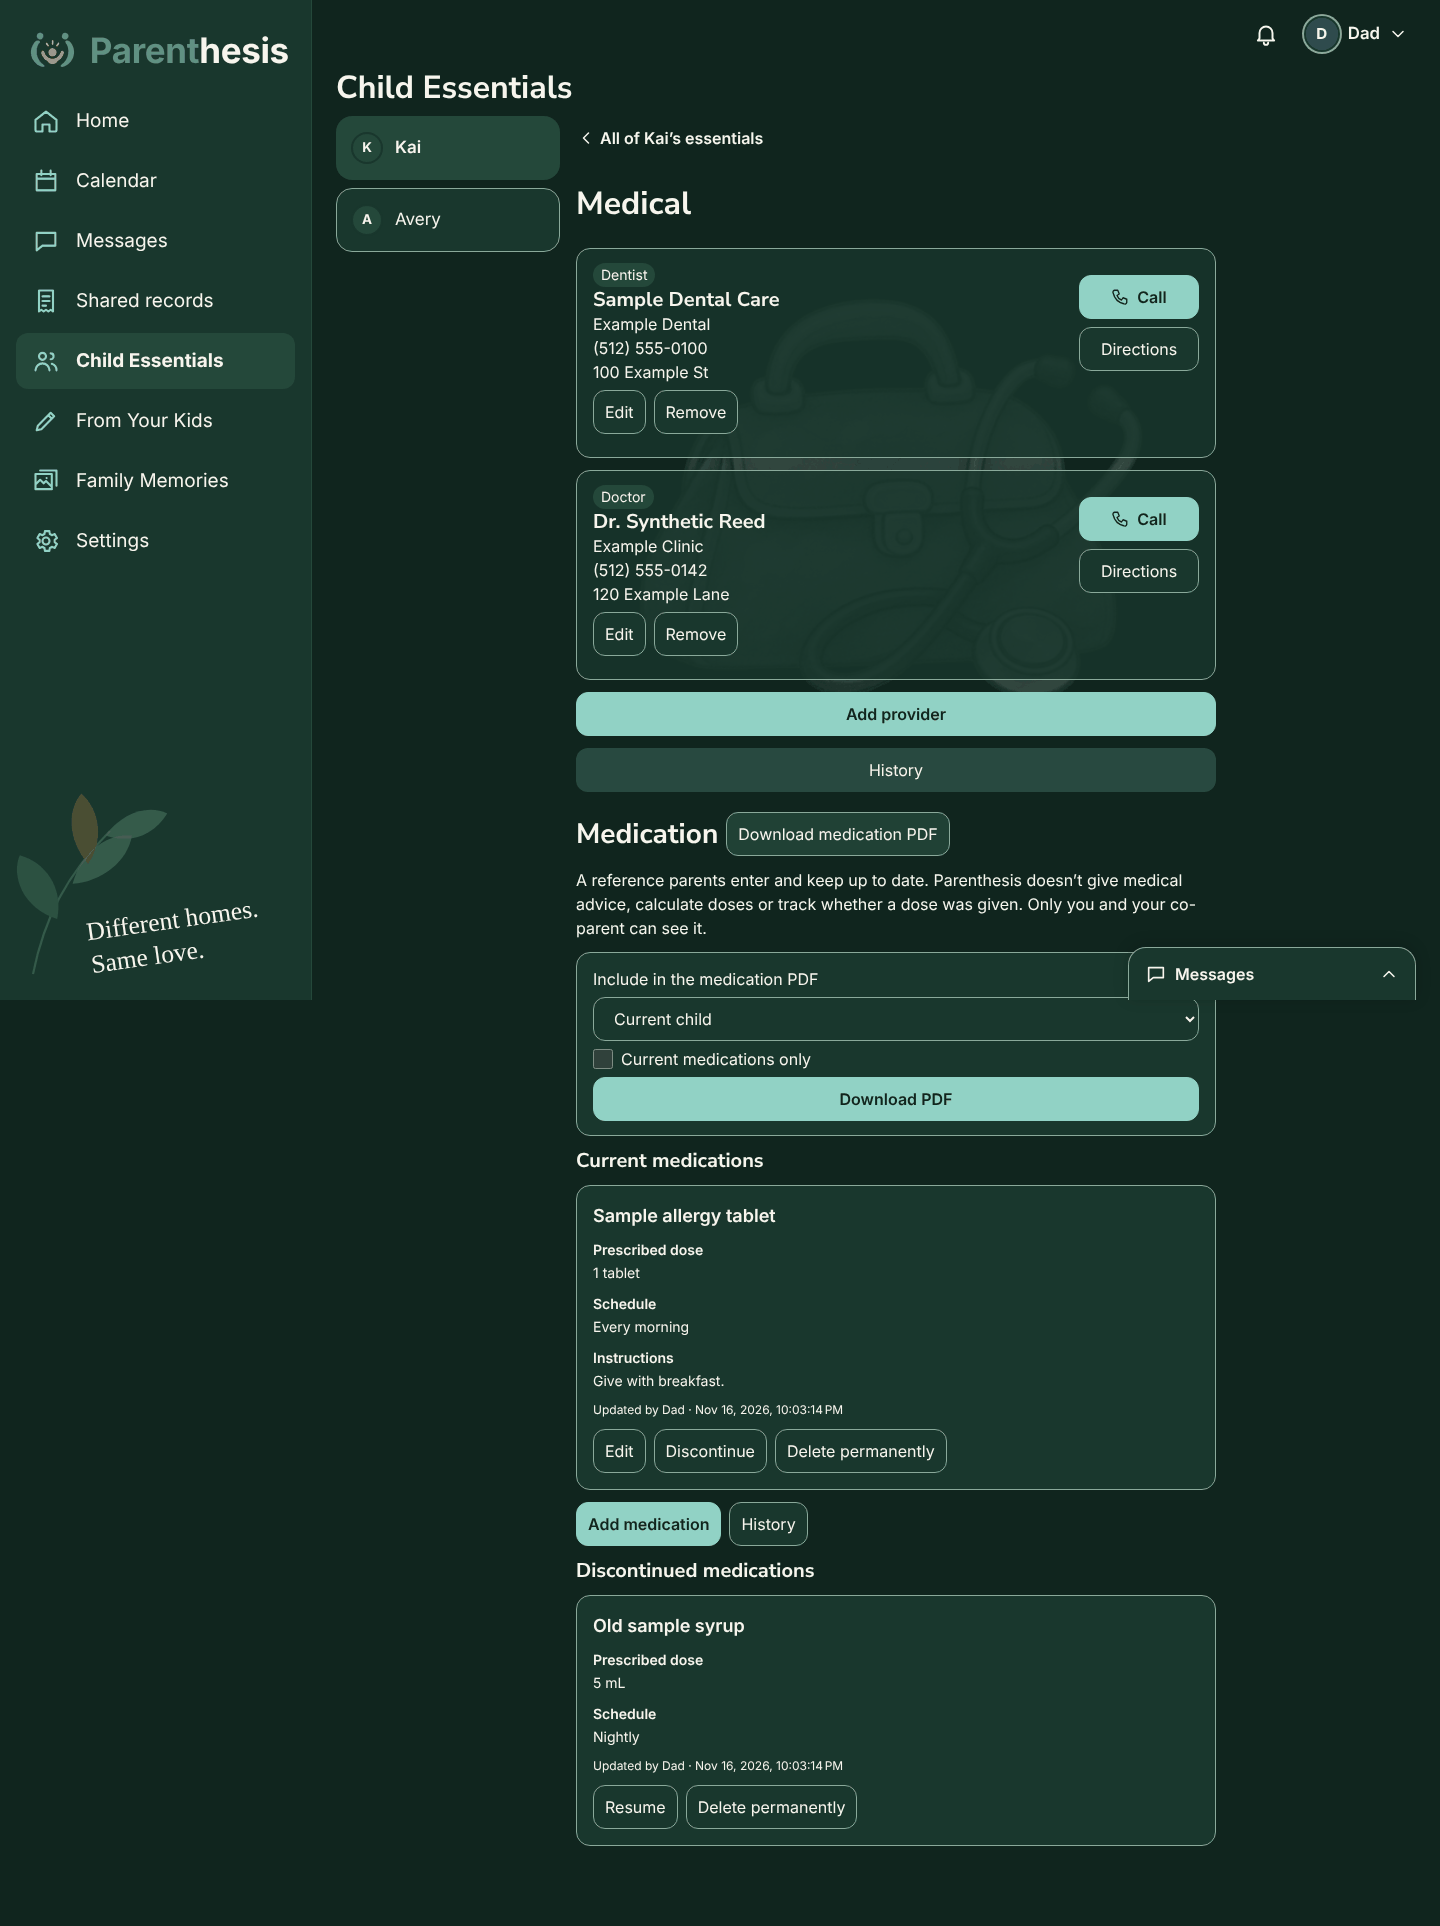 Parenthesis
Home
Calendar
Messages
Shared records
Child Essentials
From Your Kids
Family Memories
Settings
Different homes.
Same love.
D
Dad
Child Essentials
K
Kai
A
Avery
All of Kai’s essentials
Medical
Dentist
Sample Dental Care
Example Dental
(512) 555-0100
100 Example St
Edit
Remove
Call
Directions
Doctor
Dr. Synthetic Reed
Example Clinic
(512) 555-0142
120 Example Lane
Edit
Remove
Call
Directions
Add provider
History
Medication
Download medication PDF
A reference parents enter and keep up to date. Parenthesis doesn’t give medical
advice, calculate doses or track whether a dose was given. Only you and your co-
parent can see it.
Messages
Include in the medication PDF
Current child
Current medications only
Download PDF
Current medications
Sample allergy tablet
Prescribed dose
1 tablet
Schedule
Every morning
Instructions
Give with breakfast.
Updated by Dad · Nov 16, 2026, 10:03:14 PM
Edit
Discontinue
Delete permanently
Add medication
History
Discontinued medications
Old sample syrup
Prescribed dose
5 mL
Schedule
Nightly
Updated by Dad · Nov 16, 2026, 10:03:14 PM
Resume
Delete permanently